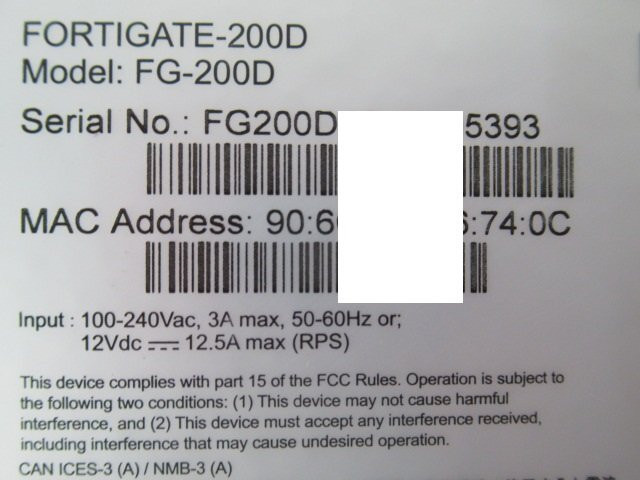 FORTIGATE-200D
Model: FG-200D
Serial No.: FG200D 5393
MAC Address: 90:6 :74:0C
Input : 100-240Vac, 3A max, 50-60Hz or;
12Vdc ⎓ 12.5A max (RPS)
This device complies with part 15 of the FCC Rules. Operation is subject to
the following two conditions: (1) This device may not cause harmful
interference, and (2) This device must accept any interference received,
including interference that may cause undesired operation.
CAN ICES-3 (A) / NMB-3 (A)